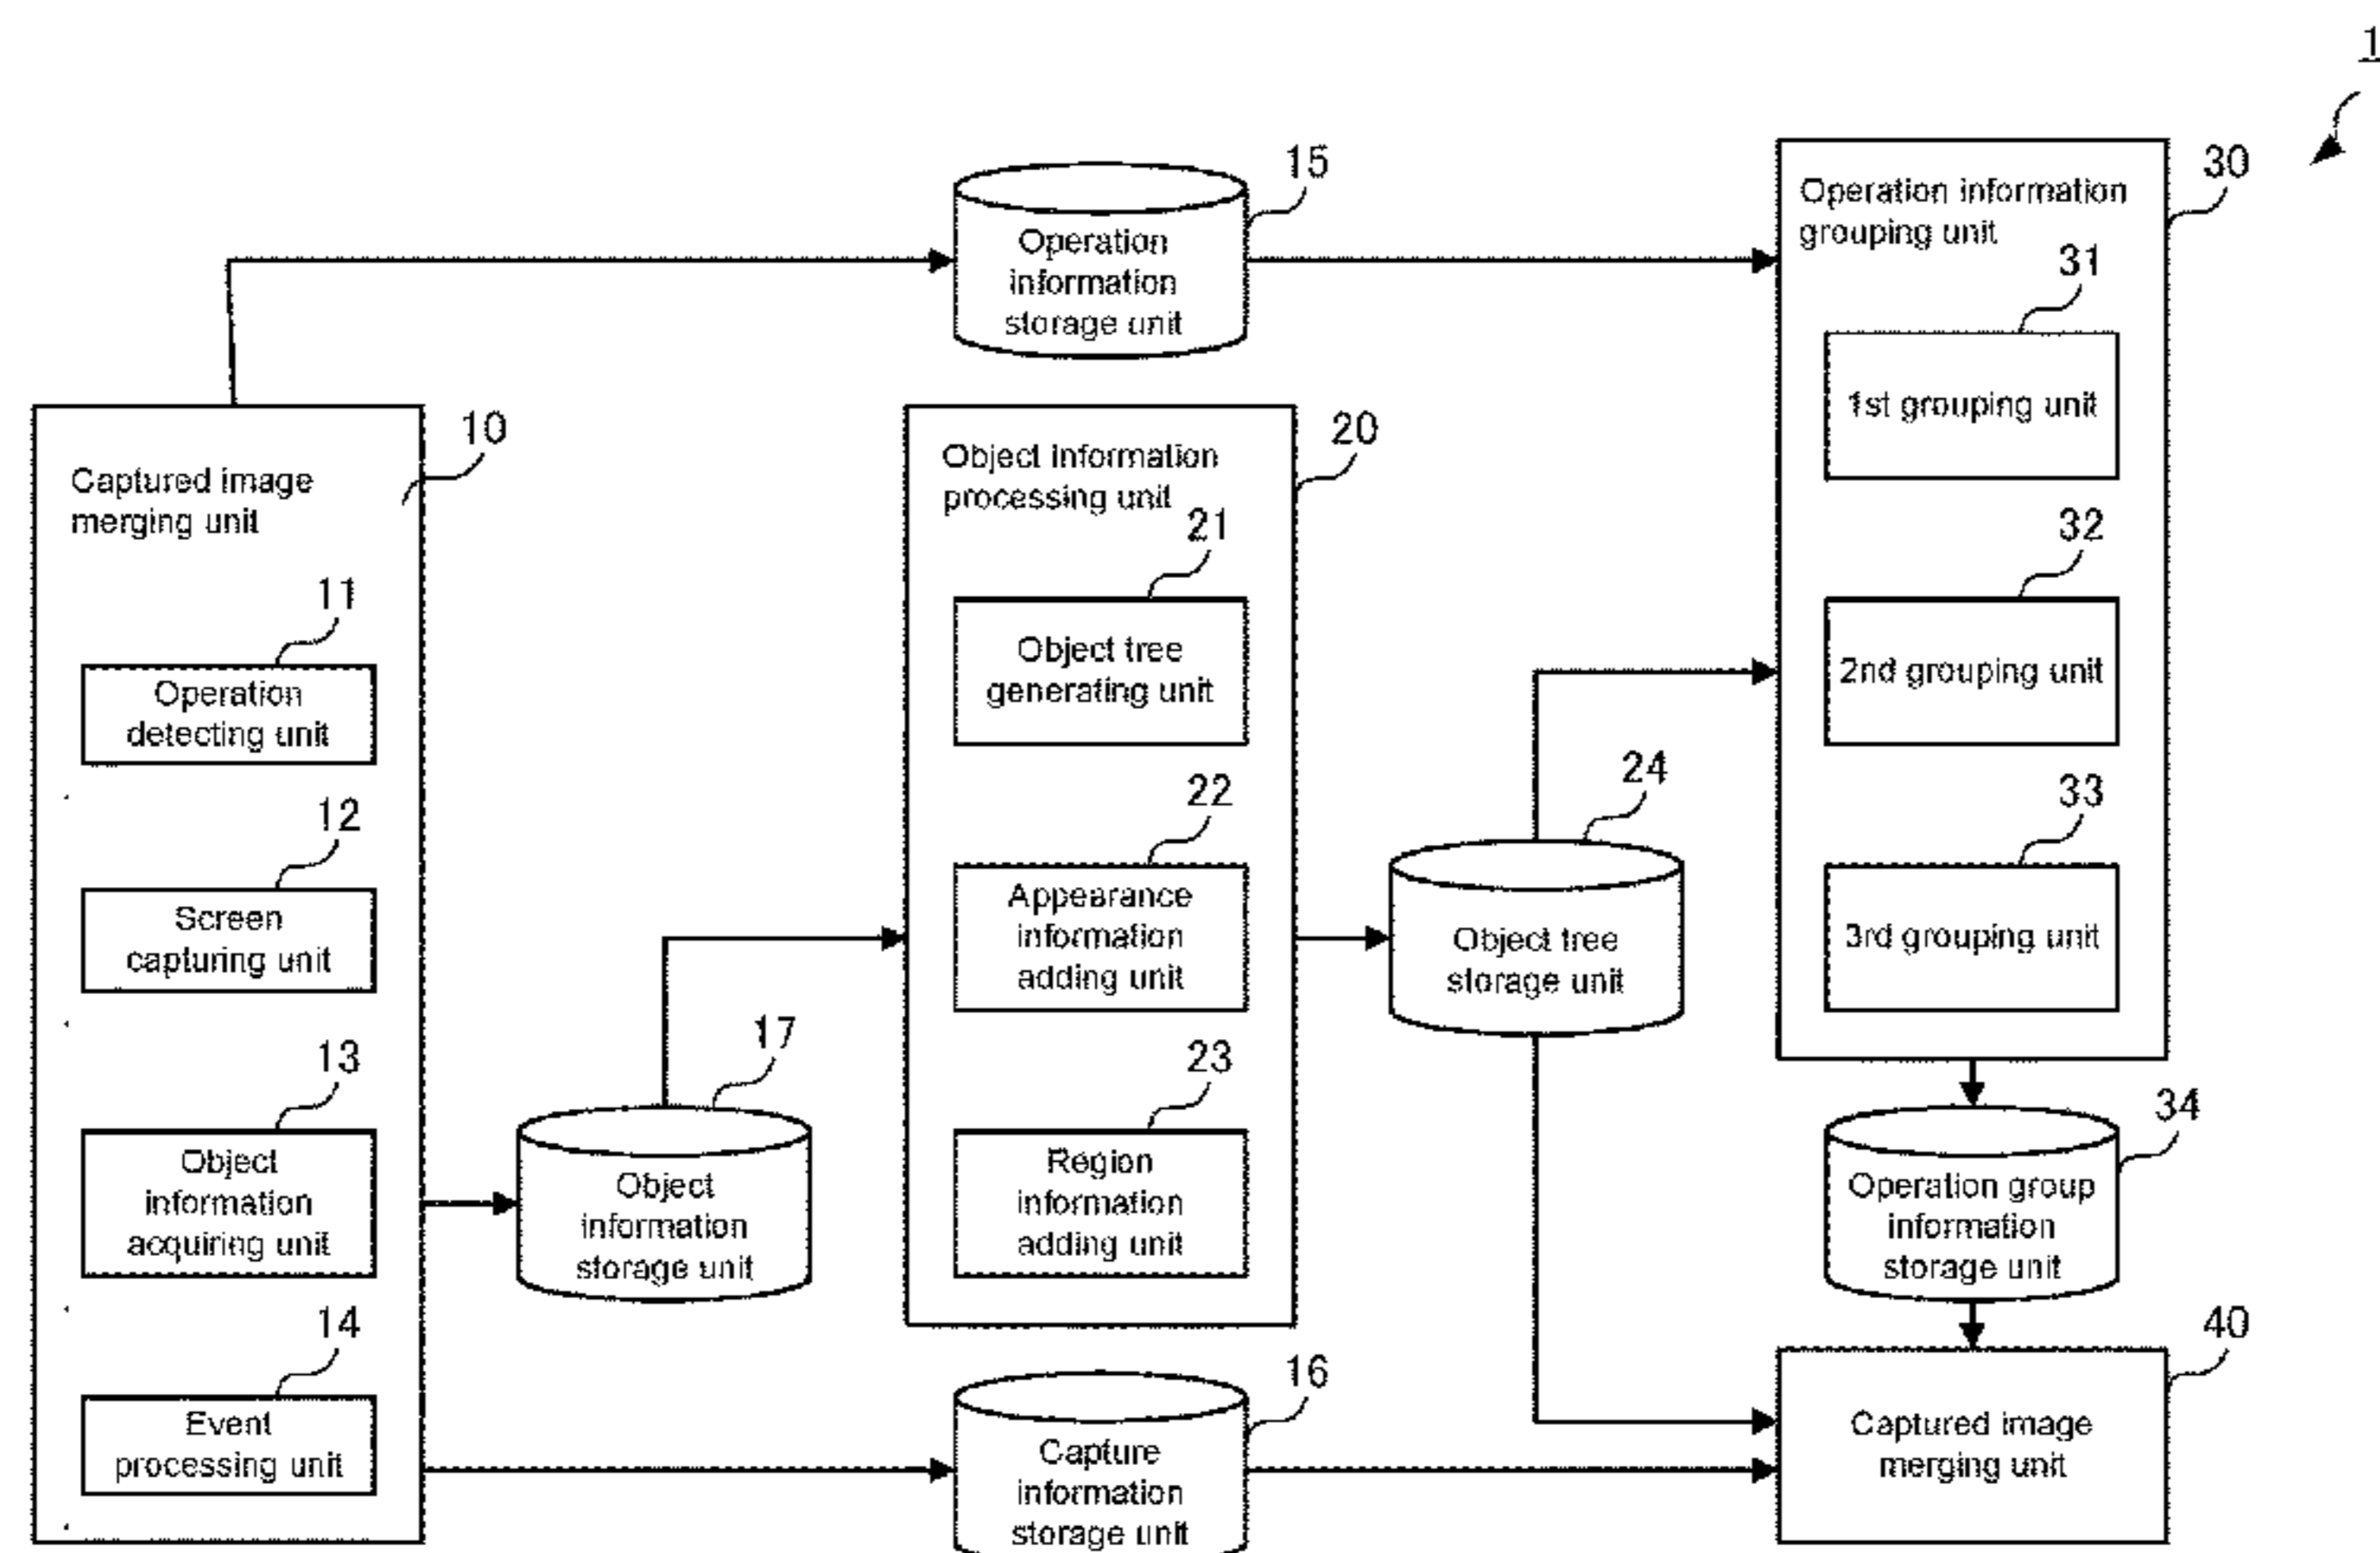 1
15
Operation
information
storage unit
30
Operation information
grouping unit
31
1st grouping unit
32
2nd grouping unit
33
3rd grouping unit
10
Captured image
merging unit
11
Operation
detecting unit
12
Screen
capturing unit
13
Object
information
acquiring unit
14
Event
processing unit
17
Object
information
storage unit
20
Object information
processing unit
21
Object tree
generating unit
22
Appearance
information
adding unit
23
Region
information
adding unit
24
Object tree
storage unit
34
Operation group
information
storage unit
16
Capture
information
storage unit
40
Captured image
merging unit